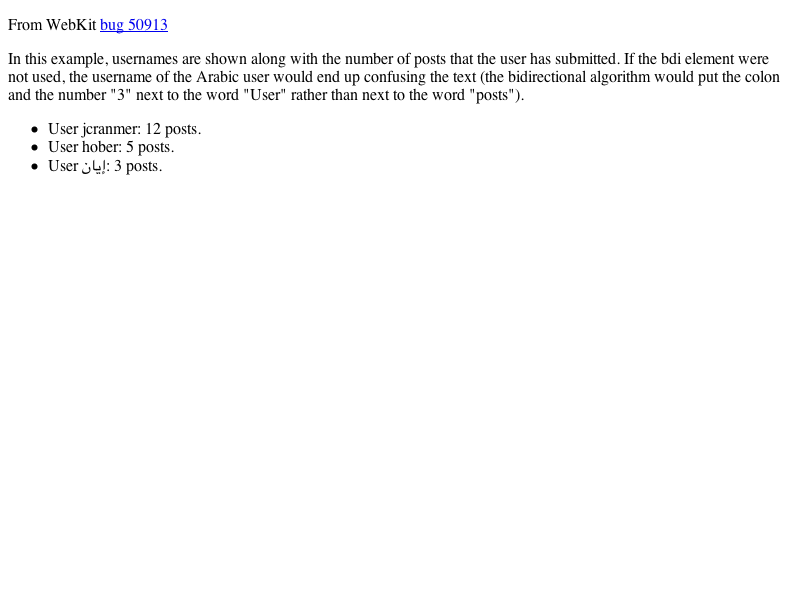 From WebKit bug 50913
In this example, usernames are shown along with the number of posts that the user has submitted. If the bdi element were
not used, the username of the Arabic user would end up confusing the text (the bidirectional algorithm would put the colon
and the number "3" next to the word "User" rather than next to the word "posts").
• User jcranmer: 12 posts.
• User hober: 5 posts.
• User إيان: 3 posts.